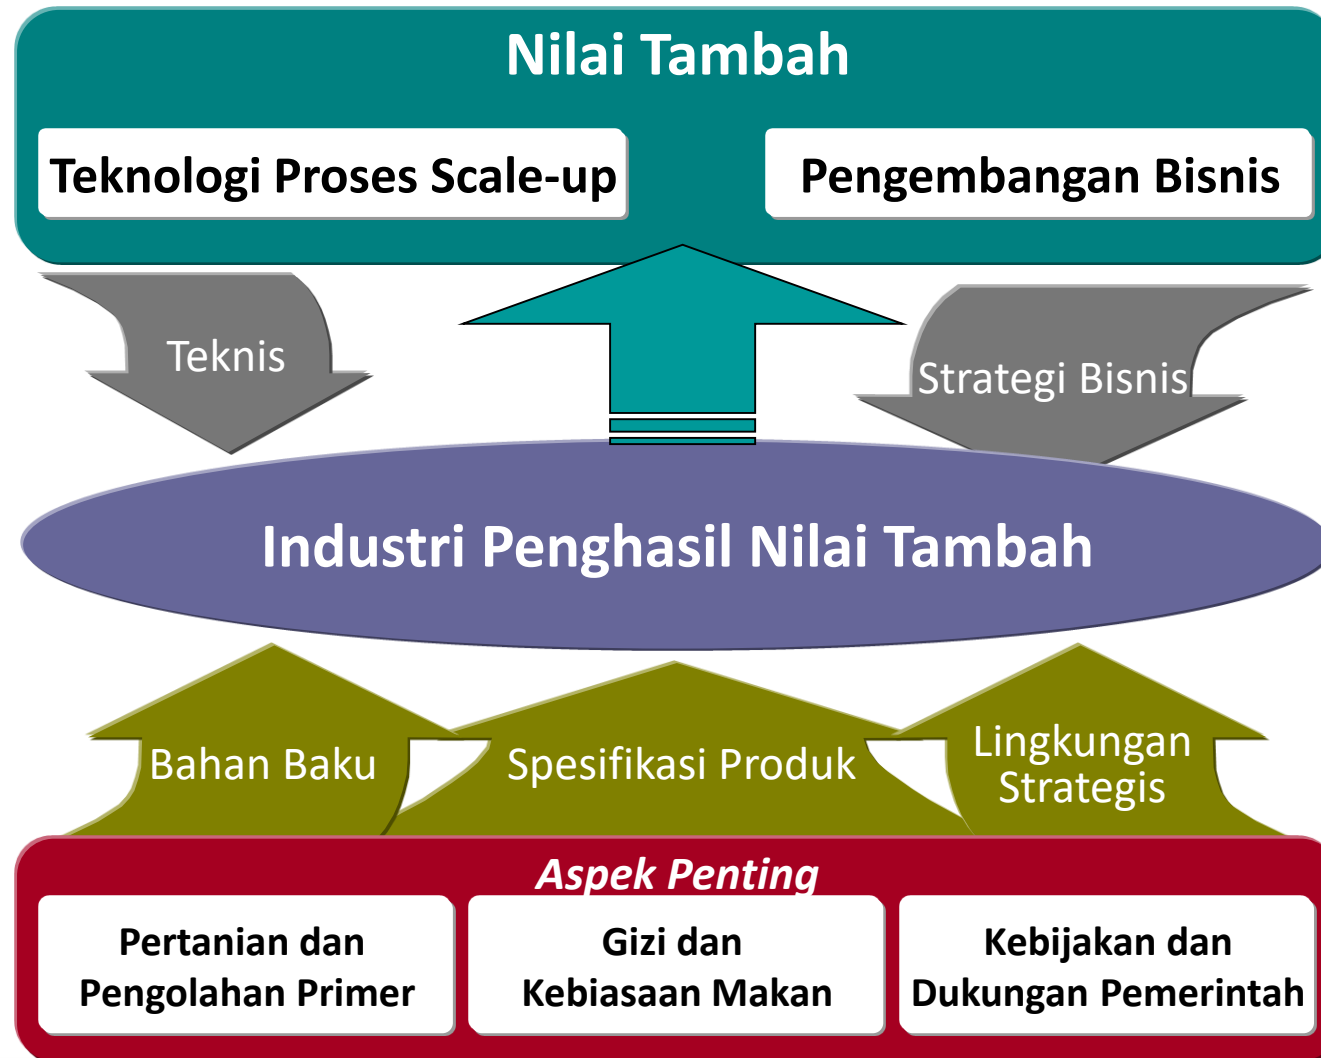 Nilai Tambah
Teknologi Proses Scale-up
Pengembangan Bisnis
Teknis
Strategi Bisnis
Industri Penghasil Nilai Tambah
Bahan Baku
Spesifikasi Produk
Lingkungan
Strategis
Aspek Penting
Pertanian dan
Pengolahan Primer
Gizi dan
Kebiasaan Makan
Kebijakan dan
Dukungan Pemerintah